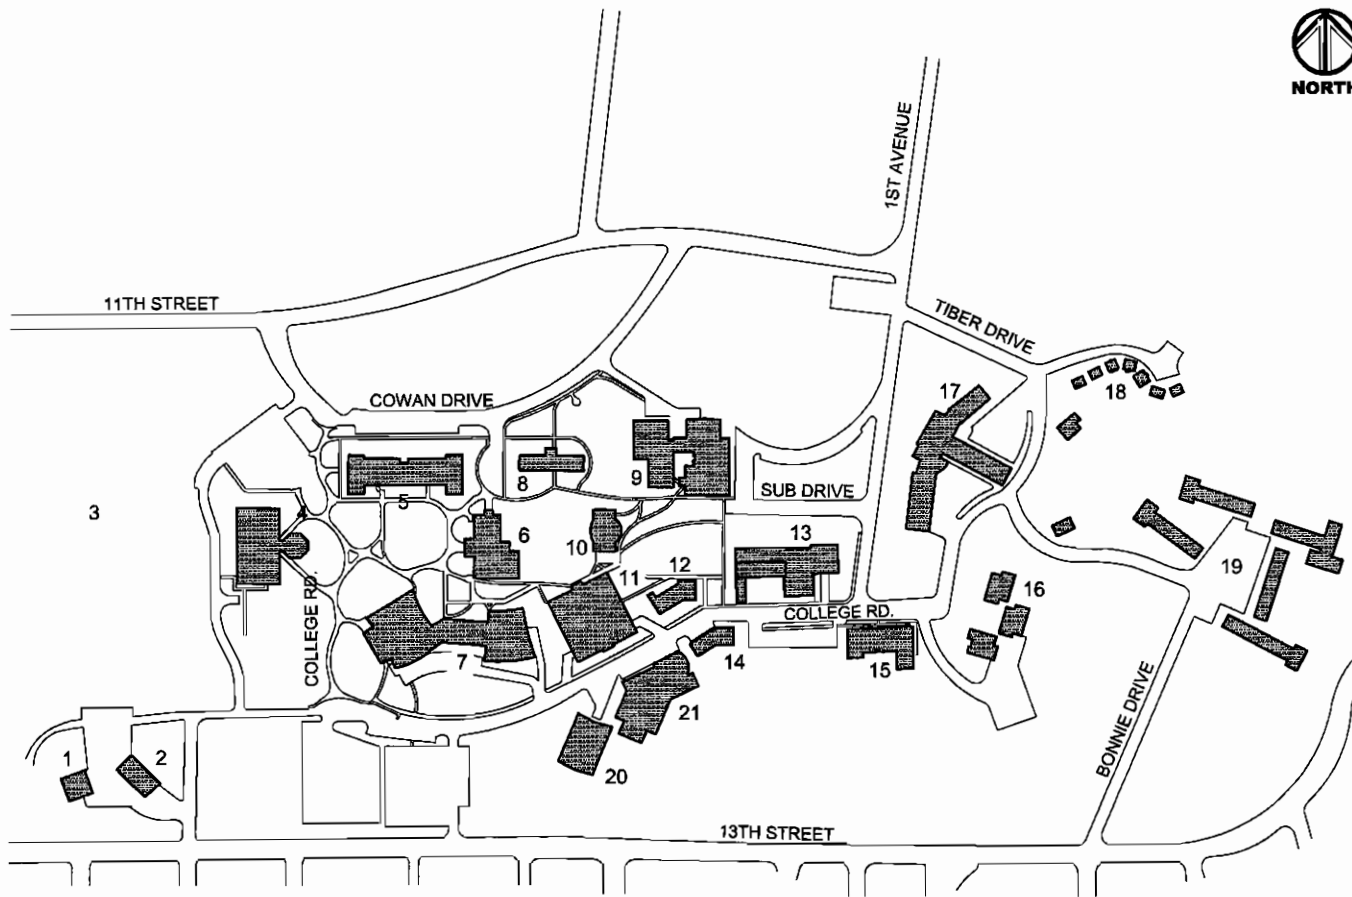 NORTH
1ST AVENUE
11TH STREET
TIBER DRIVE
COWAN DRIVE
17
18
3
4
5
8
9
SUB DRIVE
6
10
13
11
12
19
16
COLLEGE RD.
COLLEGE RD.
7
14
15
21
BONNIE DRIVE
1
2
20
13TH STREET